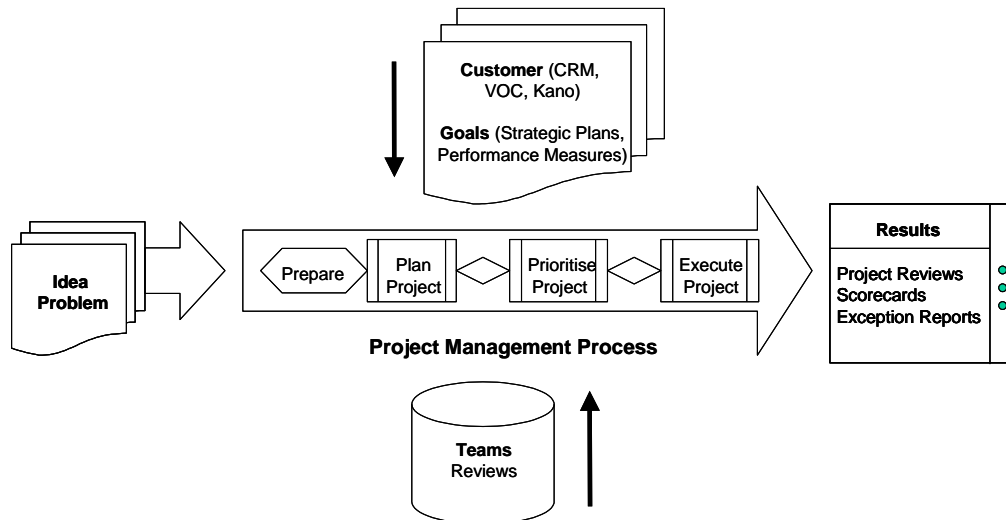 Customer (CRM,
VOC, Kano)
Goals (Strategic Plans,
Performance Measures)
Idea
Problem
Prepare
Plan
Project
Prioritise
Project
Execute
Project
Project Management Process
Results
Project Reviews
Scorecards
Exception Reports
Teams
Reviews